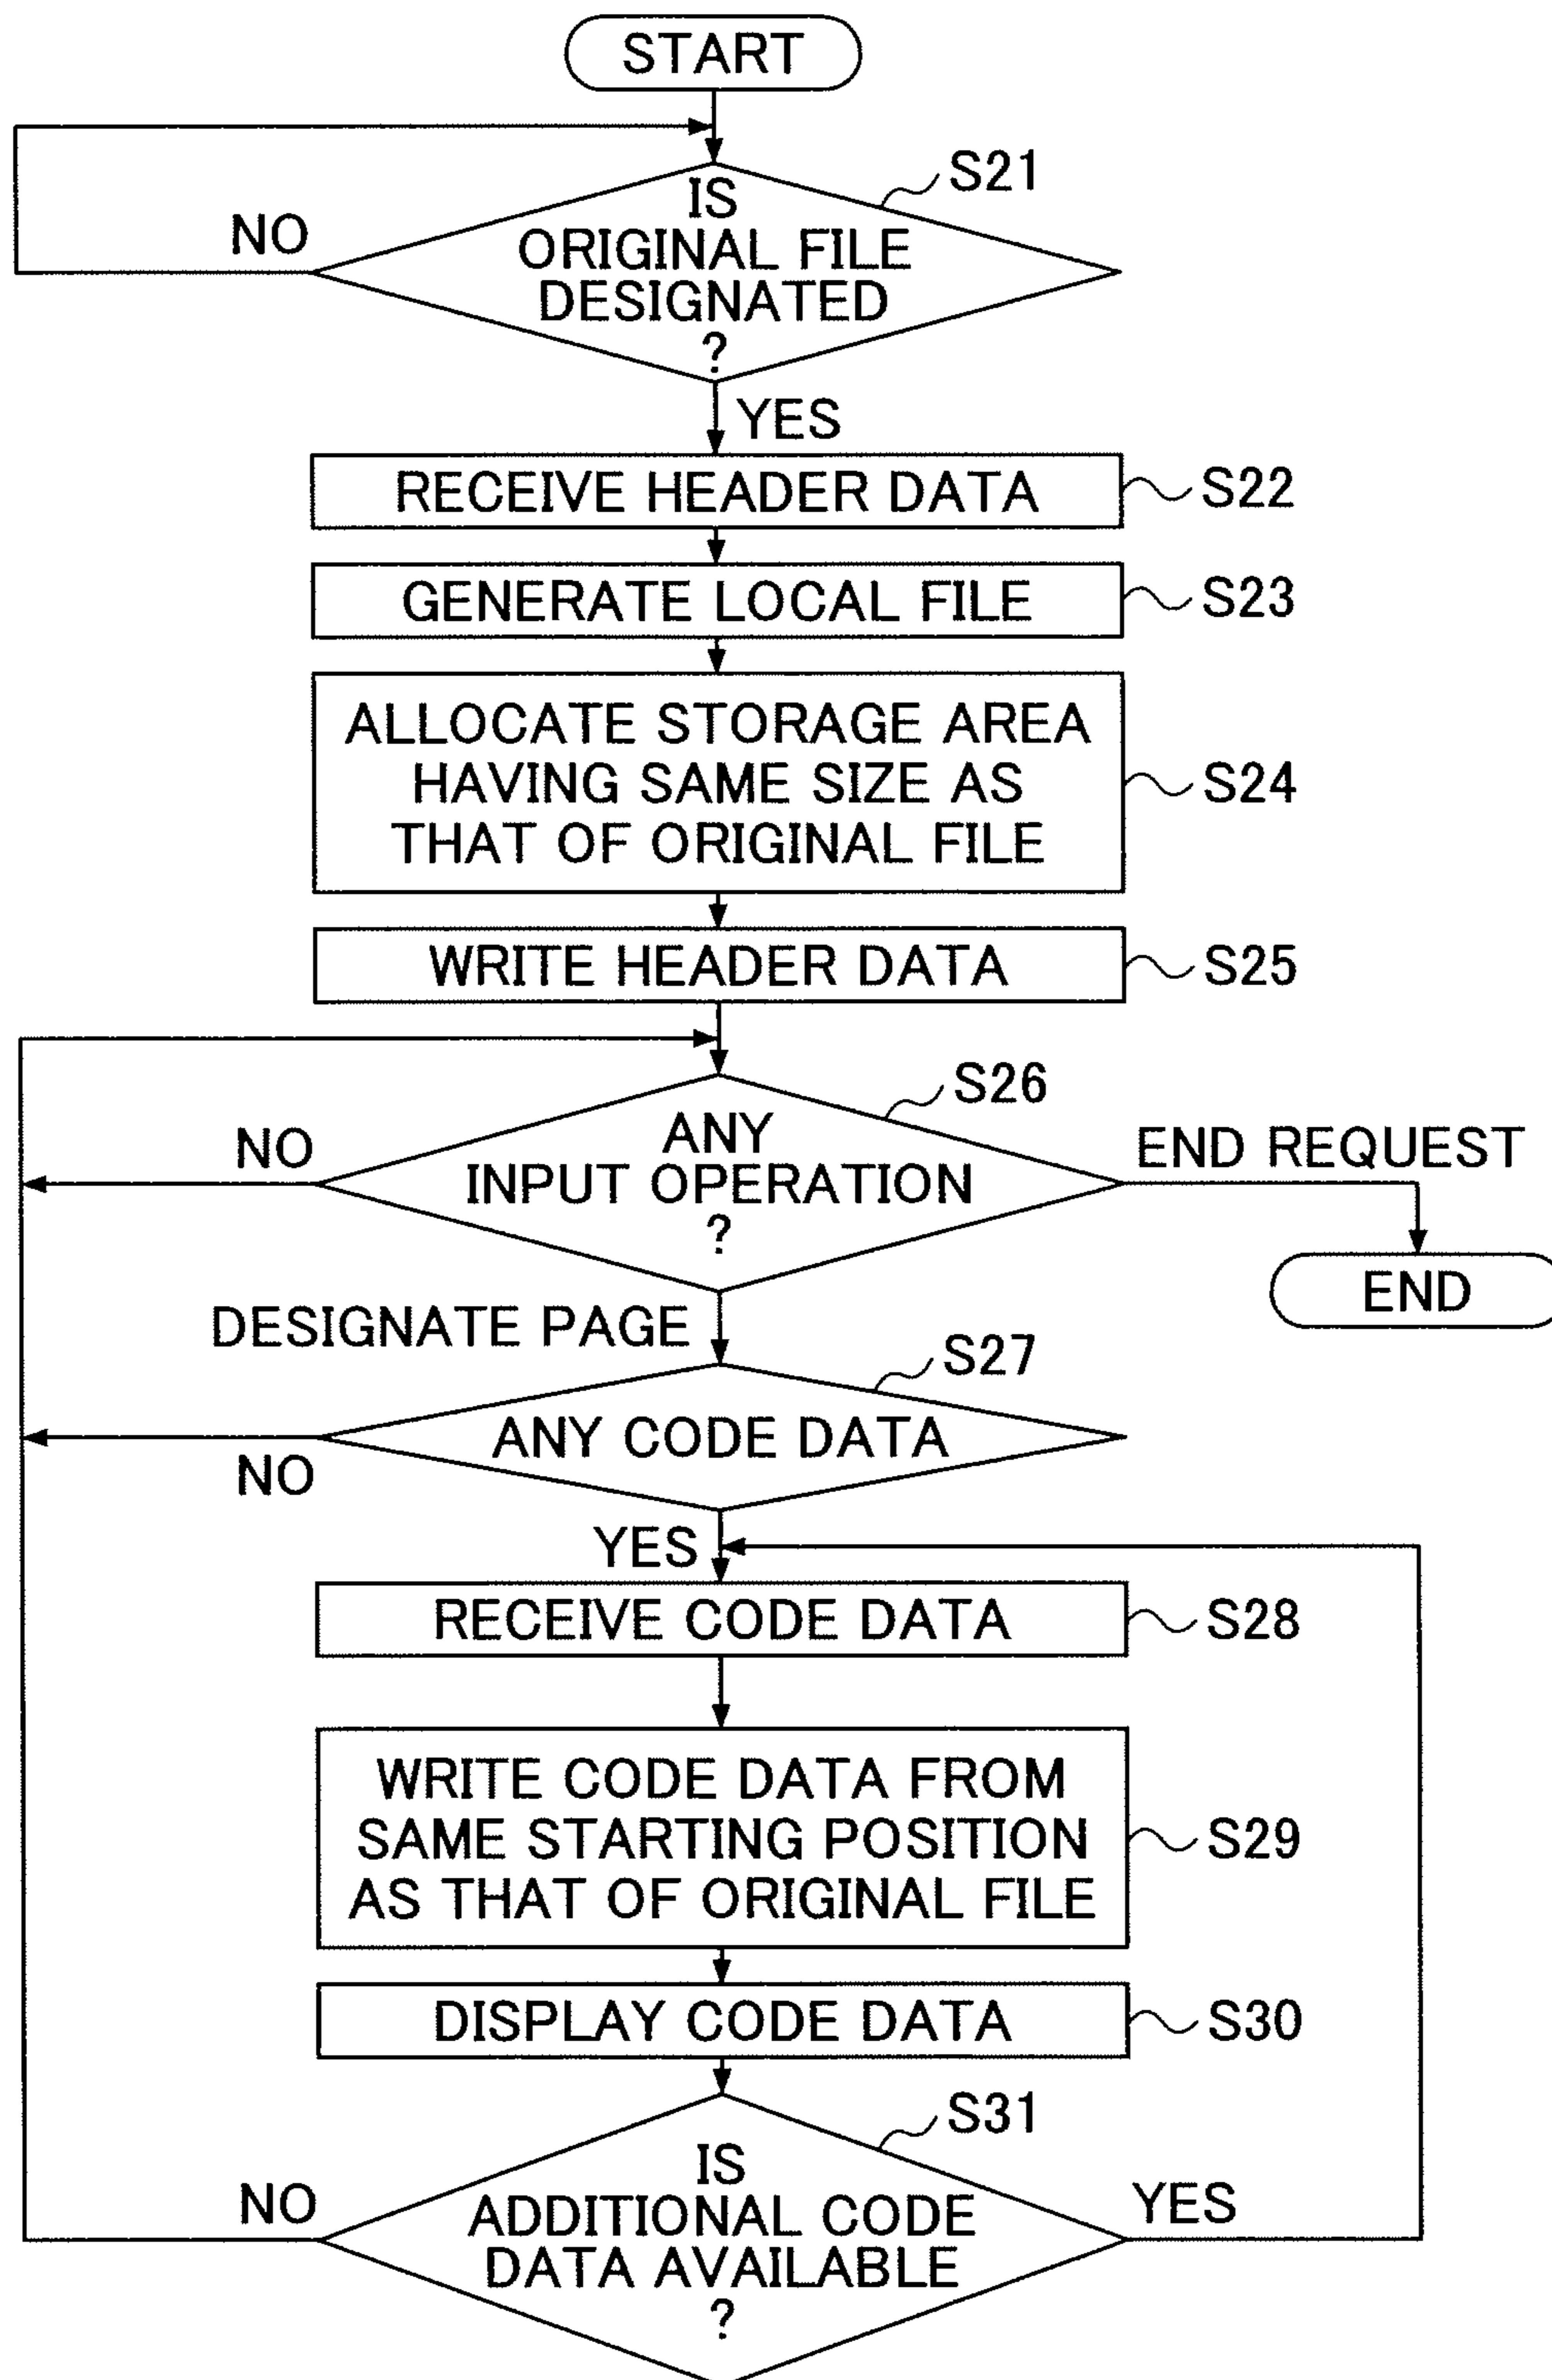 START
S21
IS
ORIGINAL FILE
DESIGNATED
?
NO
YES
RECEIVE HEADER DATA
S22
GENERATE LOCAL FILE
S23
ALLOCATE STORAGE AREA
HAVING SAME SIZE AS
THAT OF ORIGINAL FILE
S24
WRITE HEADER DATA
S25
S26
ANY
INPUT OPERATION
?
NO
END REQUEST
END
DESIGNATE PAGE
S27
ANY CODE DATA
NO
YES
RECEIVE CODE DATA
S28
WRITE CODE DATA FROM
SAME STARTING POSITION
AS THAT OF ORIGINAL FILE
S29
DISPLAY CODE DATA
S30
S31
IS
ADDITIONAL CODE
DATA AVAILABLE
?
NO
YES